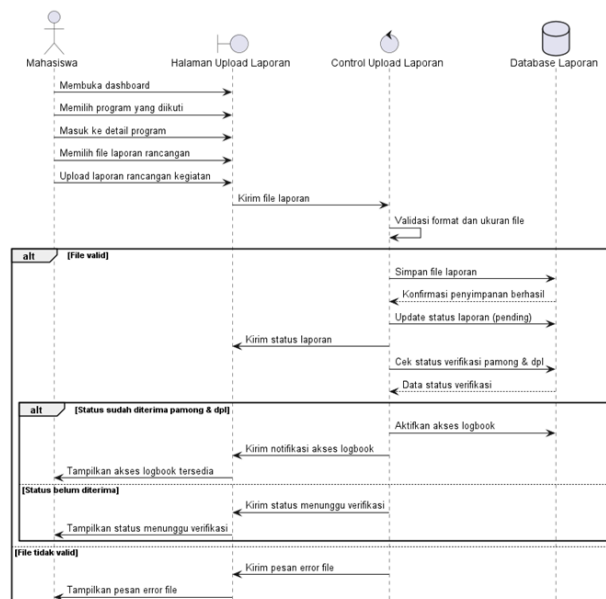 Mahasiswa
Halaman Upload Laporan
Control Upload Laporan
Database Laporan
Membuka dashboard
Memilih program yang diikuti
Masuk ke detail program
Memilih file laporan rancangan
Upload laporan rancangan kegiatan
Kirim file laporan
Validasi format dan ukuran file
alt [File valid]
Simpan file laporan
Konfirmasi penyimpanan berhasil
Update status laporan (pending)
Kirim status laporan
Cek status verifikasi pamong & dpl
Data status verifikasi
alt [Status sudah diterima pamong & dpl]
Aktifkan akses logbook
Kirim notifikasi akses logbook
Tampilkan akses logbook tersedia
[Status belum diterima]
Kirim status menunggu verifikasi
Tampilkan status menunggu verifikasi
[File tidak valid]
Kirim pesan error file
Tampilkan pesan error file